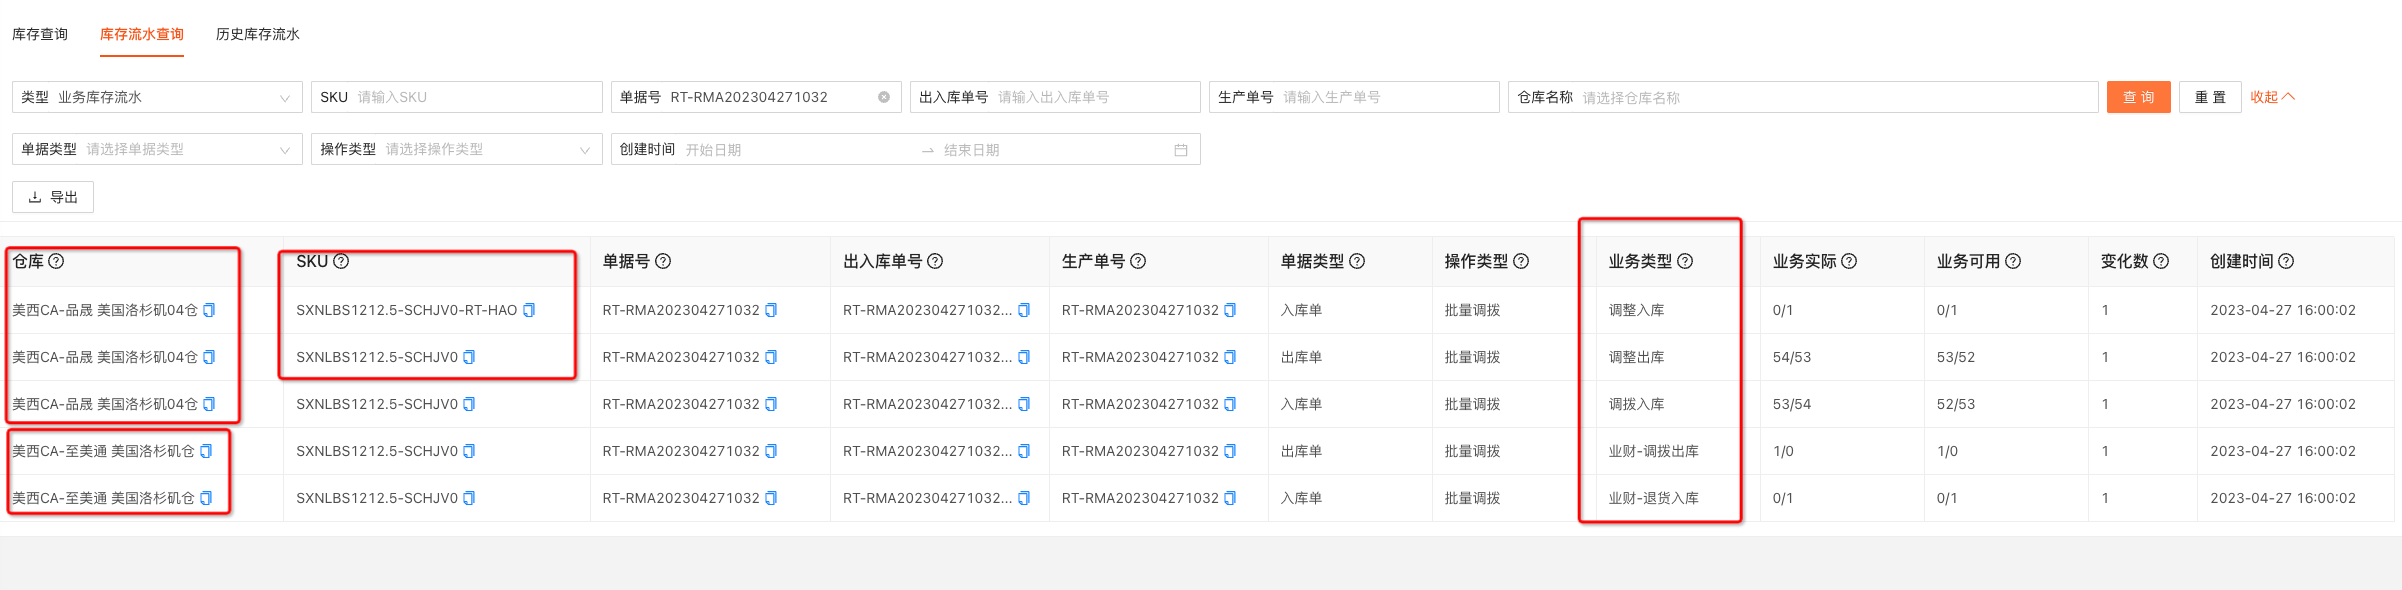 库存查询 库存流水查询 历史库存流水
类型 业务库存流水 SKU 请输入SKU 单据号 RT-RMA202304271032 出入库单号 请输入出入库单号 生产单号 请输入生产单号 仓库名称 请选择仓库名称 查 询 重 置 收起
单据类型 请选择单据类型 操作类型 请选择操作类型 创建时间 开始日期 → 结束日期
导出
仓库 SKU 单据号 出入库单号 生产单号 单据类型 操作类型 业务类型 业务实际 业务可用 变化数 创建时间
美西CA-品晟 美国洛杉矶04仓 SXNLBS1212.5-SCHJV0-RT-HAO RT-RMA202304271032 RT-RMA202304271032... RT-RMA202304271032 入库单 批量调拨 调整入库 0/1 0/1 1 2023-04-27 16:00:02
美西CA-品晟 美国洛杉矶04仓 SXNLBS1212.5-SCHJV0 RT-RMA202304271032 RT-RMA202304271032... RT-RMA202304271032 出库单 批量调拨 调整出库 54/53 53/52 1 2023-04-27 16:00:02
美西CA-品晟 美国洛杉矶04仓 SXNLBS1212.5-SCHJV0 RT-RMA202304271032 RT-RMA202304271032... RT-RMA202304271032 入库单 批量调拨 调拨入库 53/54 52/53 1 2023-04-27 16:00:02
美西CA-至美通 美国洛杉矶仓 SXNLBS1212.5-SCHJV0 RT-RMA202304271032 RT-RMA202304271032... RT-RMA202304271032 出库单 批量调拨 业财-调拨出库 1/0 1/0 1 2023-04-27 16:00:02
美西CA-至美通 美国洛杉矶仓 SXNLBS1212.5-SCHJV0 RT-RMA202304271032 RT-RMA202304271032... RT-RMA202304271032 入库单 批量调拨 业财-退货入库 0/1 0/1 1 2023-04-27 16:00:02